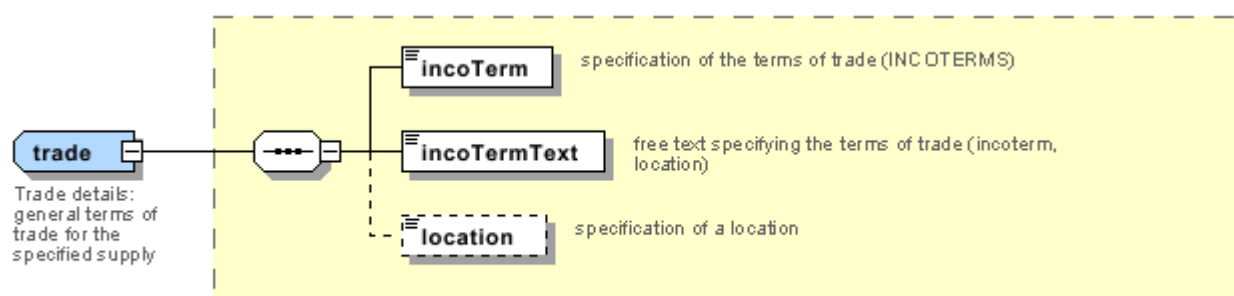 incoTerm
specification of the terms of trade (INCOTERMS)
trade
incoTermText
free text specifying the terms of trade (incoterm,
location)
Trade details:
general terms of
trade for the
specified supply
location
specification of a location